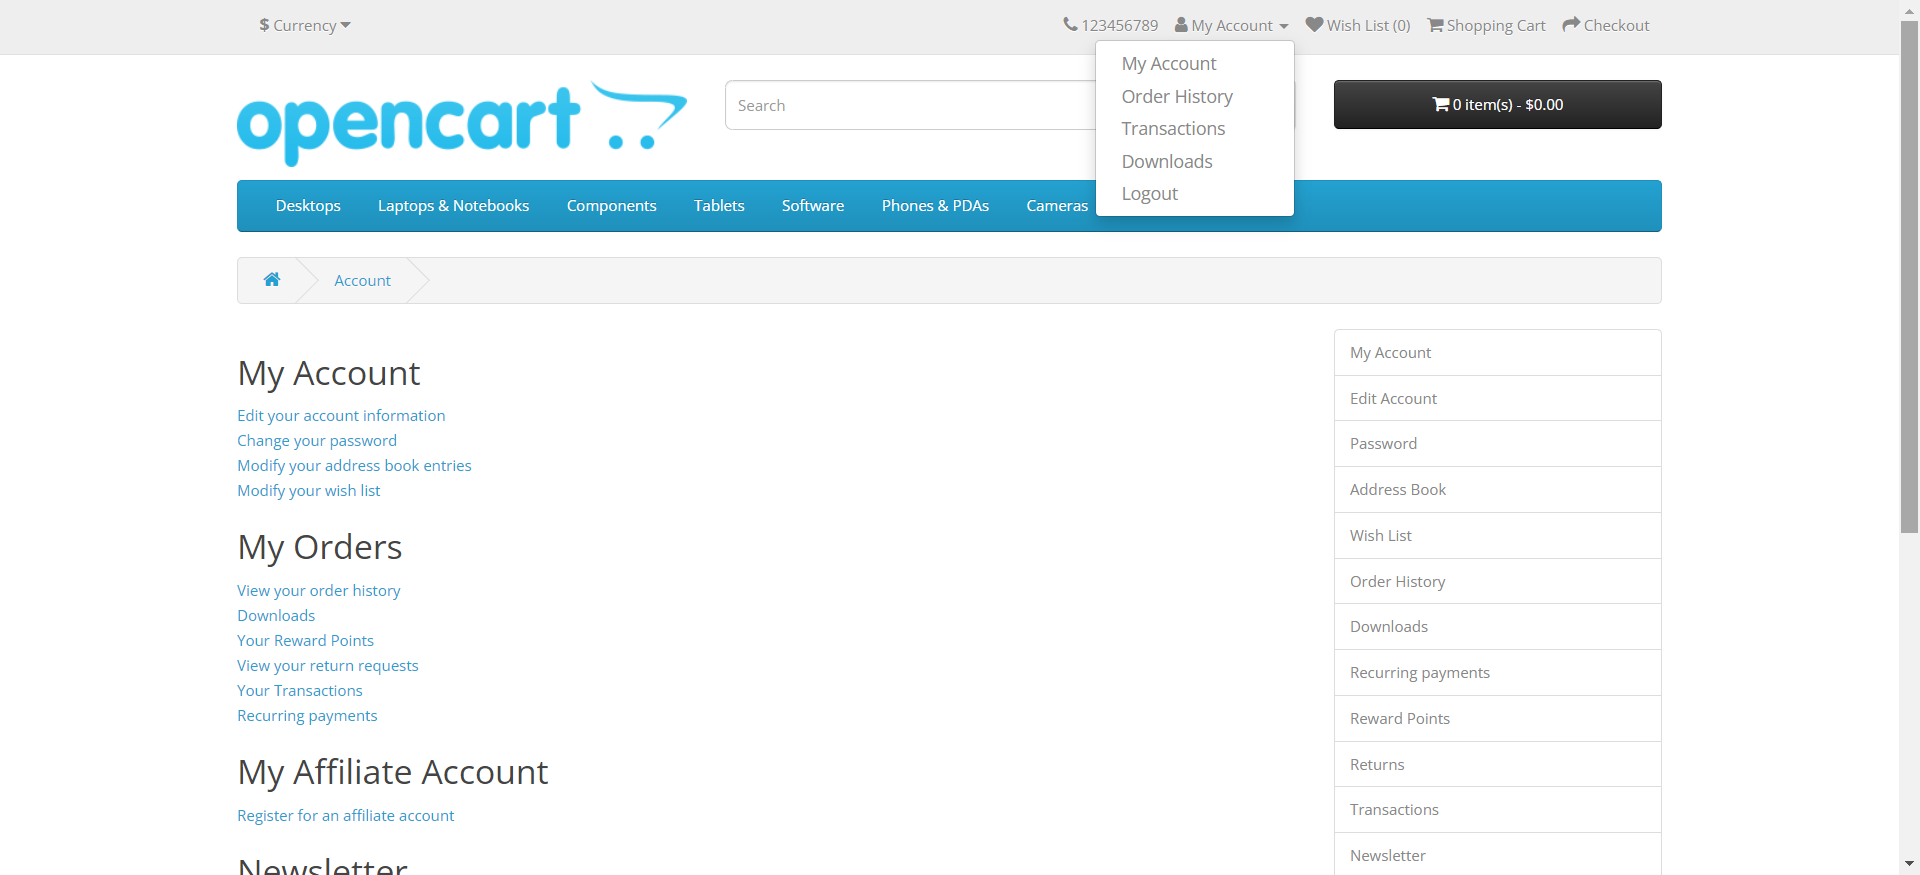 $ Currency
123456789
My Account
Wish List (0)
Shopping Cart
Checkout
My Account
Order History
Transactions
Downloads
Logout
opencart
Search
0 item(s) - $0.00
Desktops
Laptops & Notebooks
Components
Tablets
Software
Phones & PDAs
Cameras
Account
My Account
Edit your account information
Change your password
Modify your address book entries
Modify your wish list
My Orders
View your order history
Downloads
Your Reward Points
View your return requests
Your Transactions
Recurring payments
My Affiliate Account
Register for an affiliate account
Newsletter
My Account
Edit Account
Password
Address Book
Wish List
Order History
Downloads
Recurring payments
Reward Points
Returns
Transactions
Newsletter